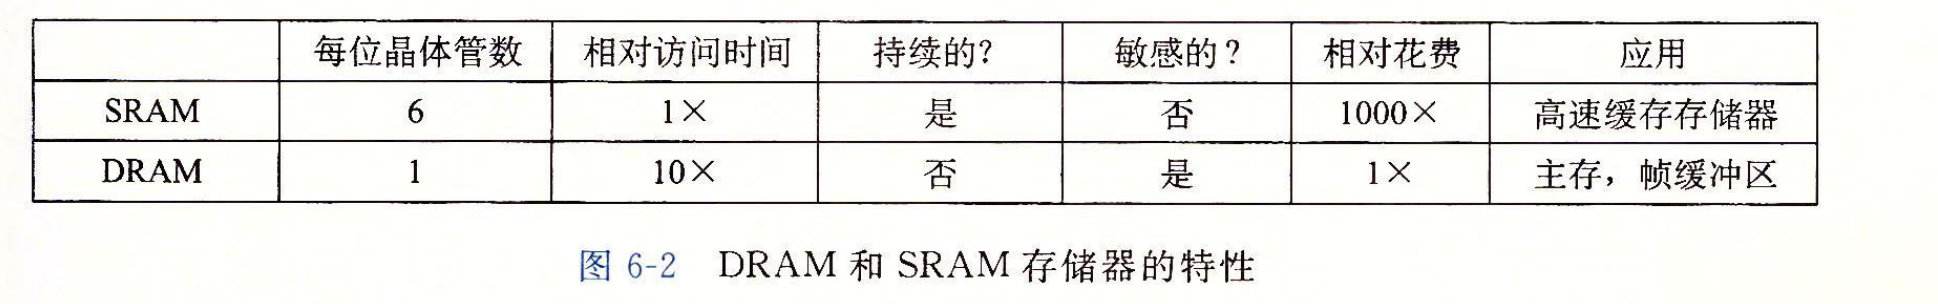 每位晶体管数 相对访问时间 持续的？ 敏感的？ 相对花费 应用
SRAM 6 1× 是 否 1000× 高速缓存存储器
DRAM 1 10× 否 是 1× 主存，帧缓冲区
图 6-2 DRAM 和 SRAM 存储器的特性